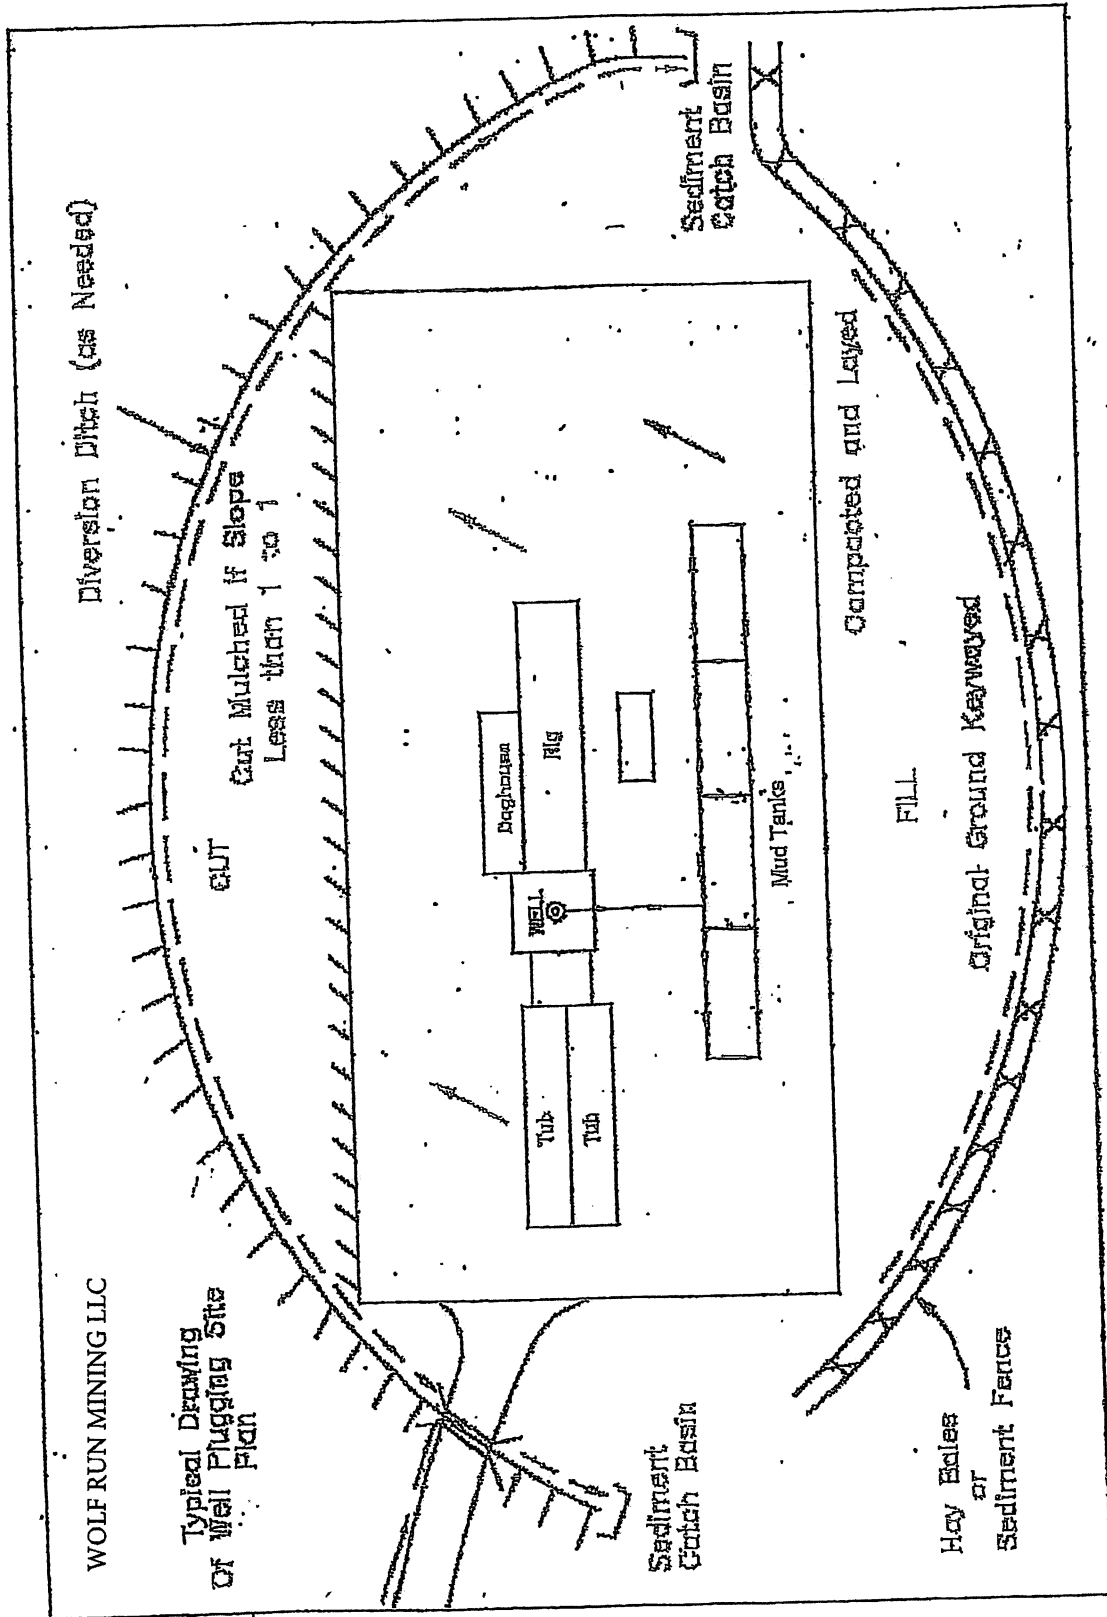 WOLF RUN MINING LLC
Typical Drawing
Of Well Plugging Site
Plan
Diversion Ditch (as Needed)
CUT
Cut Mulched if Slope
Less than 1 to 1
Sediment
Catch Basin
Doghouse
Rig
WELL
Tub
Tub
Mud Tanks
Compacted and Layed
FILL
Original Ground Keywayed
Sediment
Catch Basin
Hay Bales
or
Sediment Fence